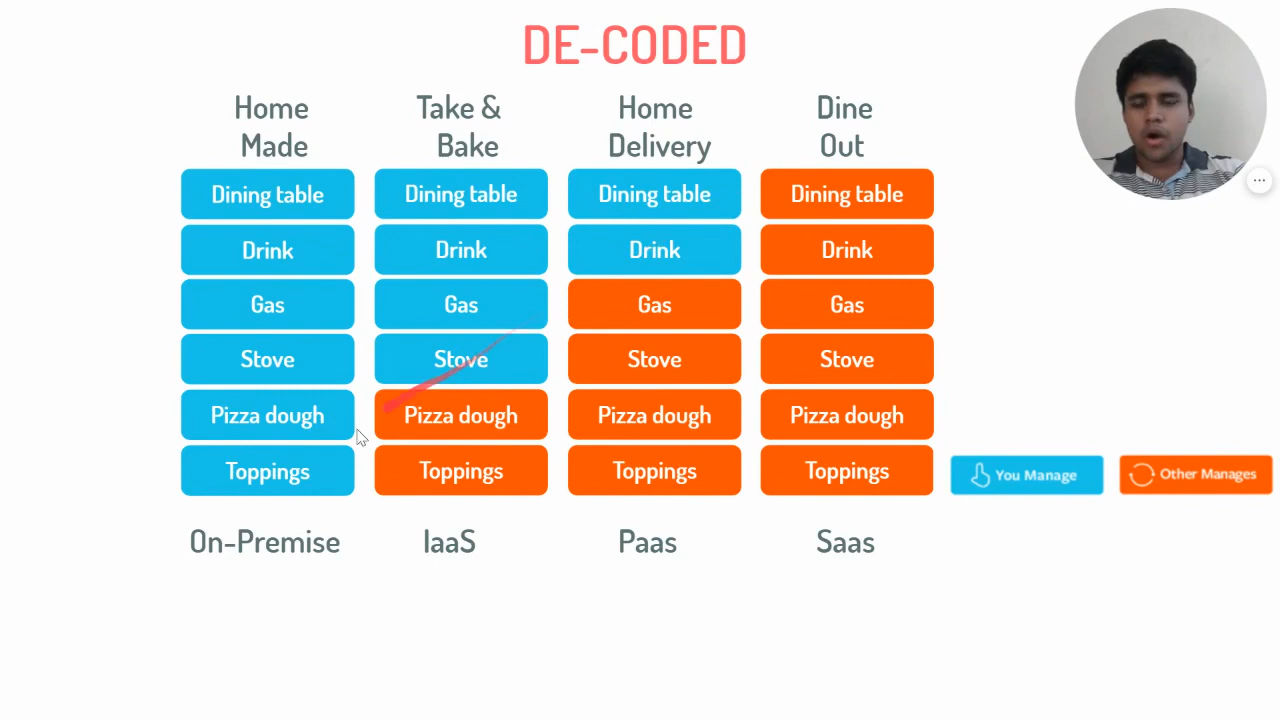 DE-CODED
Home Made
Take & Bake
Home Delivery
Dine Out
Dining table Dining table Dining table Dining table
Drink Drink Drink Drink
Gas Gas Gas Gas
Stove Stove Stove Stove
Pizza dough Pizza dough Pizza dough Pizza dough
Toppings Toppings Toppings Toppings
You Manage Other Manages
On-Premise IaaS Paas Saas